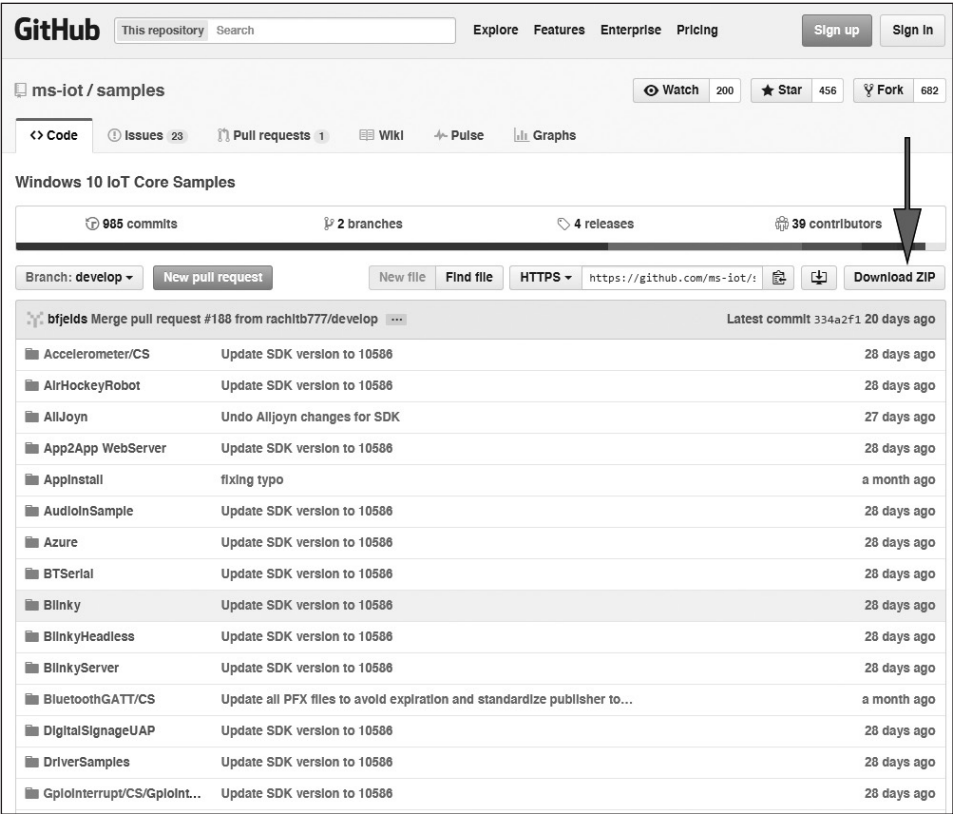 GitHub This repository Search Explore Features Enterprise Pricing Sign up Sign in
ms-iot / samples Watch 200 Star 456 Fork 682
<> Code Issues 23 Pull requests 1 Wiki Pulse Graphs
Windows 10 IoT Core Samples
985 commits 2 branches 4 releases 39 contributors
Branch: develop New pull request New file Find file HTTPS https://github.com/ms-iot/s Download ZIP
bfjelds Merge pull request #188 from rachitb777/develop ... Latest commit 334a2f1 20 days ago
Accelerometer/CS Update SDK version to 10586 28 days ago
AirHockeyRobot Update SDK version to 10586 28 days ago
AllJoyn Undo Alljoyn changes for SDK 27 days ago
App2App WebServer Update SDK version to 10586 28 days ago
AppInstall fixing typo a month ago
AudioInSample Update SDK version to 10586 28 days ago
Azure Update SDK version to 10586 28 days ago
BTSerial Update SDK version to 10586 28 days ago
Blinky Update SDK version to 10586 28 days ago
BlinkyHeadless Update SDK version to 10586 28 days ago
BlinkyServer Update SDK version to 10586 28 days ago
BluetoothGATT/CS Update all PFX files to avoid expiration and standardize publisher to... a month ago
DigitalSignageUAP Update SDK version to 10586 28 days ago
DriverSamples Update SDK version to 10586 28 days ago
GpioInterrupt/CS/GpioInt... Update SDK version to 10586 28 days ago